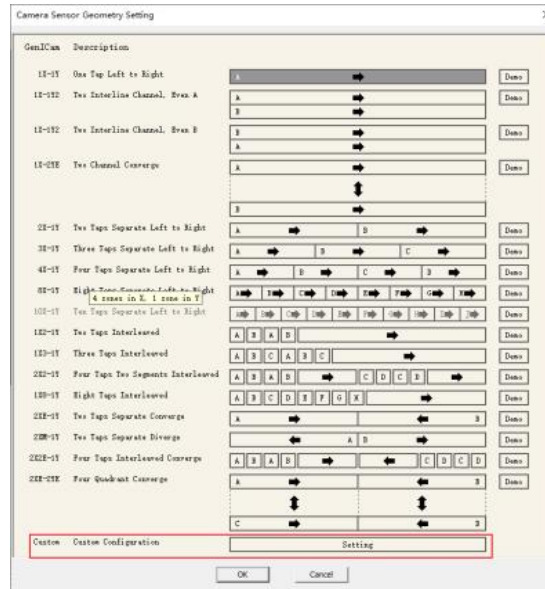 Camera Sensor Geometry Setting
GenICam Description
1X-1Y One Tap Left to Right A Demo
1X-1Y2 Two Interline Channel, Even A A Demo
B
1X-1Y2 Two Interline Channel, Even B B Demo
A
1X-2YE Two Channel Converge A Demo
B
2X-1Y Two Taps Separate Left to Right A B Demo
3X-1Y Three Taps Separate Left to Right A B C Demo
4X-1Y Four Taps Separate Left to Right A B C D Demo
8X-1Y Eight Taps Separate Left to Right A B C D E F G H Demo
4 zones in X, 1 zone in Y
10X-1Y Ten Taps Separate Left to Right A B C D E F G H Demo
1X2-1Y Two Taps Interleaved A B A B Demo
1X3-1Y Three Taps Interleaved A B C A B C Demo
2X2-1Y Four Taps Two Segments Interleaved A B A B C D C D Demo
1X8-1Y Eight Taps Interleaved A B C D E F G H Demo
2XE-1Y Two Taps Separate Converge A B Demo
2XM-1Y Two Taps Separate Diverge A B Demo
2X2E-1Y Four Taps Interleaved Converge A B A B C D C D Demo
2XE-2YE Four Quadrant Converge A B Demo
C D
Custom Custom Configuration Setting
OK Cancel